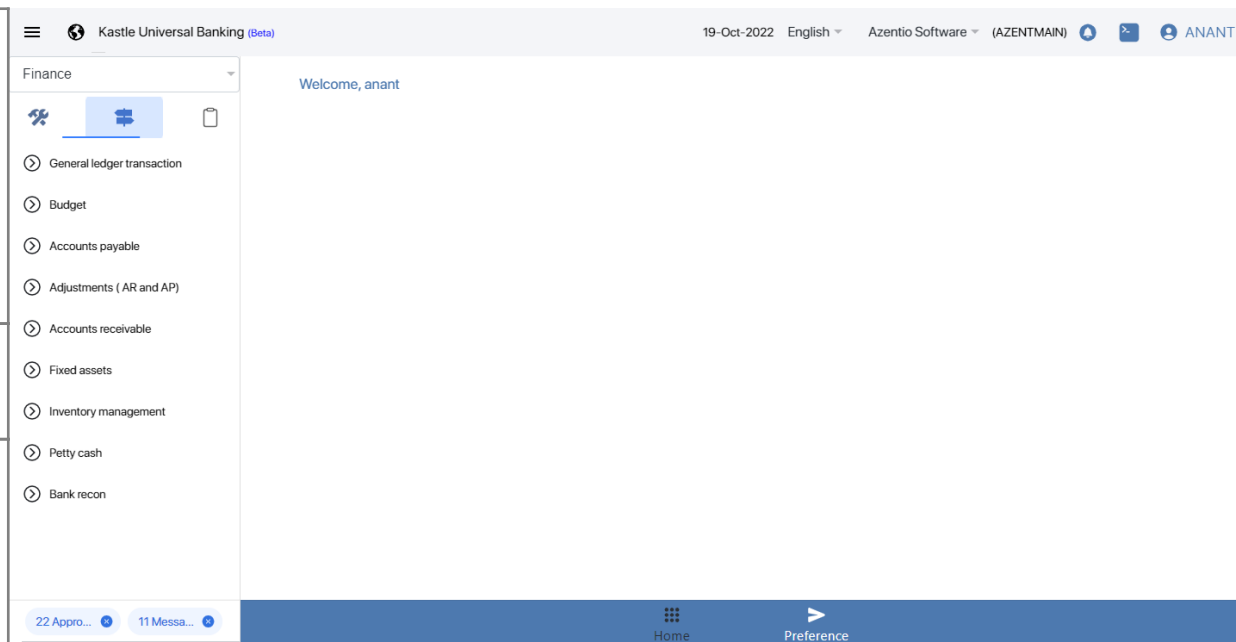 Kastle Universal Banking (Beta) 19-Oct-2022 English Azentio Software (AZENTMAIN) ANANT
Finance
Welcome, anant
General ledger transaction
Budget
Accounts payable
Adjustments ( AR and AP)
Accounts receivable
Fixed assets
Inventory management
Petty cash
Bank recon
22 Appro... 11 Messa...
Home Preference